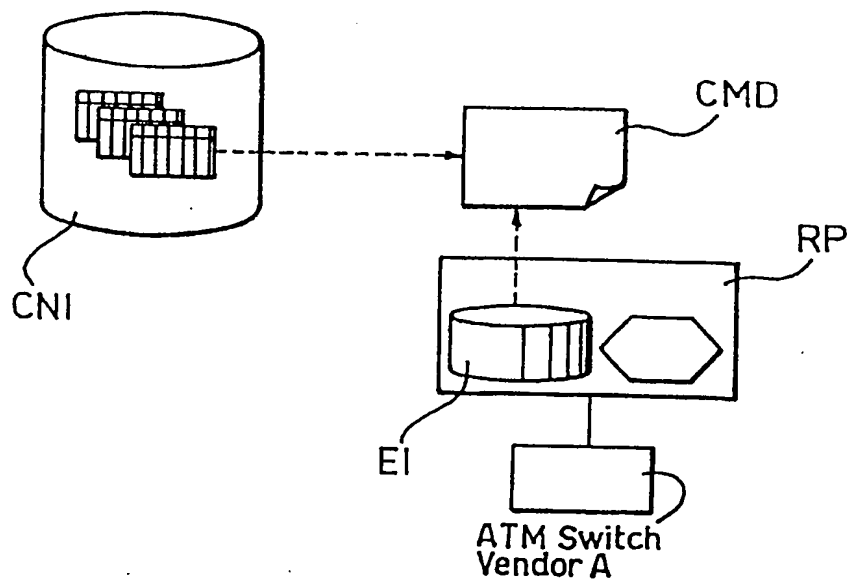 CMD
RP
CNI
EI
ATM Switch
Vendor A